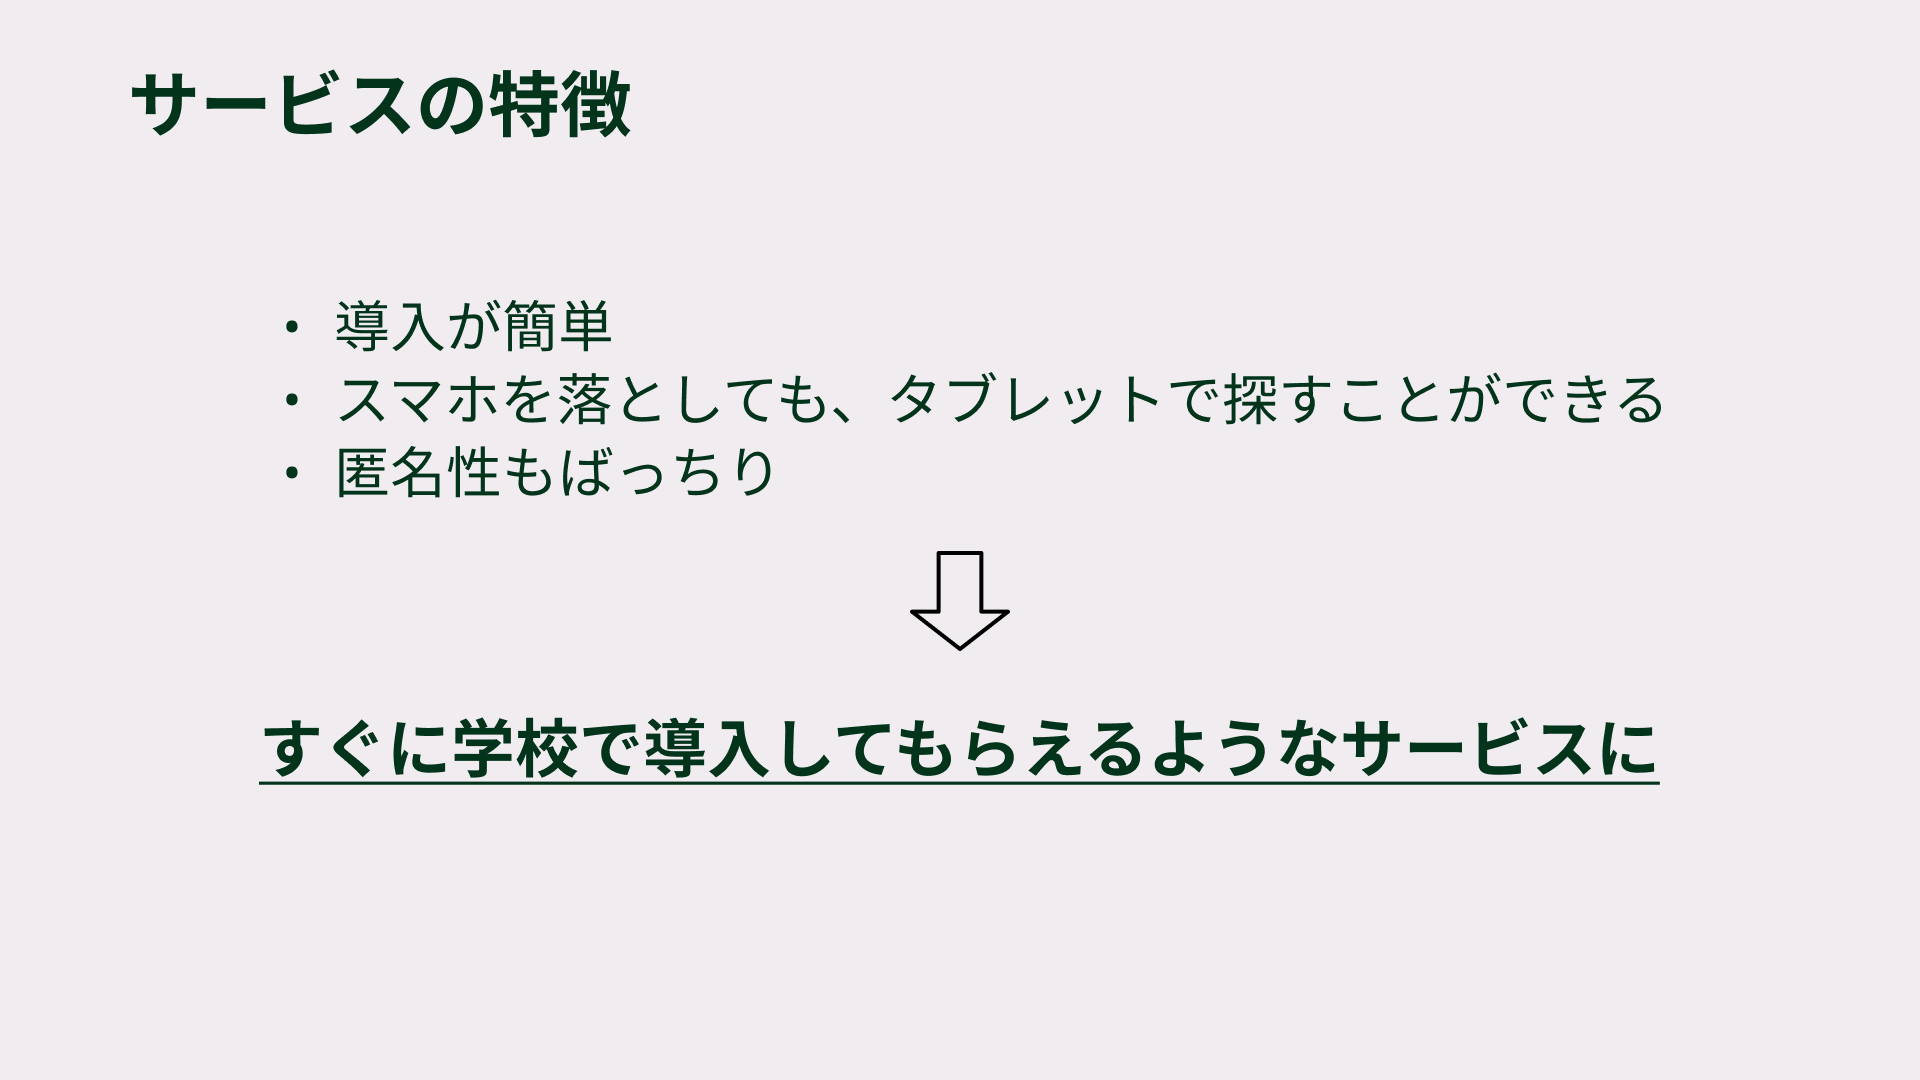 サービスの特徴
・ 導入が簡単
・ スマホを落としても、タブレットで探すことができる
・ 匿名性もばっちり
すぐに学校で導入してもらえるようなサービスに